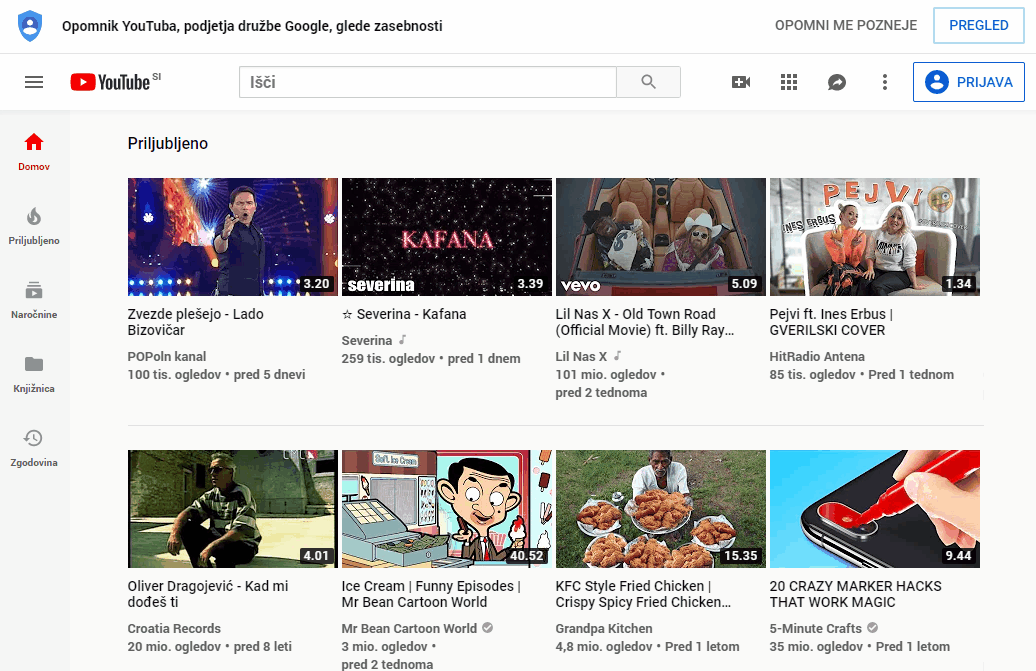 Opomnik YouTuba, podjetja družbe Google, glede zasebnosti
OPOMNI ME POZNEJE
PREGLED
YouTube SI
Išči
PRIJAVA
Domov
Priljubljeno
Naročnine
Knjižnica
Zgodovina
Priljubljeno
3.20
KAFANA
severina
3.39
vevo
5.09
PEJVI
INES ERBUS
MINNIE
1.34
Zvezde plešejo - Lado
Bizovičar
POPoln kanal
100 tis. ogledov • pred 5 dnevi
☆ Severina - Kafana
Severina
259 tis. ogledov • pred 1 dnem
Lil Nas X - Old Town Road
(Official Movie) ft. Billy Ray…
Lil Nas X
101 mio. ogledov •
pred 2 tednoma
Pejvi ft. Ines Erbus |
GVERILSKI COVER
HitRadio Antena
85 tis. ogledov • Pred 1 tednom
4.01
Soft Ice Cream
40.52
15.35
9.44
Oliver Dragojević - Kad mi
dođeš ti
Croatia Records
20 mio. ogledov • pred 8 leti
Ice Cream | Funny Episodes |
Mr Bean Cartoon World
Mr Bean Cartoon World
3 mio. ogledov •
pred 2 tednoma
KFC Style Fried Chicken |
Crispy Spicy Fried Chicken…
Grandpa Kitchen
4,8 mio. ogledov • Pred 1 letom
20 CRAZY MARKER HACKS
THAT WORK MAGIC
5-Minute Crafts
35 mio. ogledov • Pred 1 letom